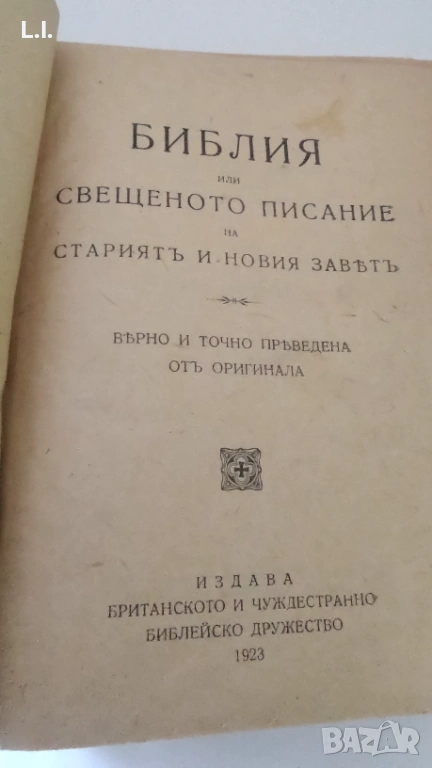 L.I.
БИБЛИЯ
ИЛИ
СВЕЩЕНОТО ПИСАНИЕ
НА
СТАРИЯТЪ И НОВИЯ ЗАВѢТЪ
ВѢРНО И ТОЧНО ПРѢВЕДЕНА
ОТЪ ОРИГИНАЛА
ИЗДАВА
БРИТАНСКОТО И ЧУЖДЕСТРАННО
БИБЛЕЙСКО ДРУЖЕСТВО
1923
BAZAR